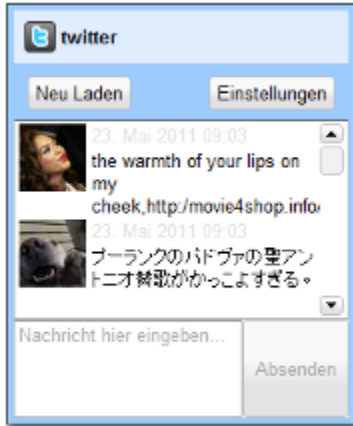 twitter
Neu Laden
Einstellungen
23. Mai 2011 09:03
the warmth of your lips on
my
cheek,http:/movie4shop.info/
23. Mai 2011 09:03
プーランクのパドヴァの聖アン
トニオ賛歌がかっこよすぎる。
Nachricht hier eingeben...
Absenden